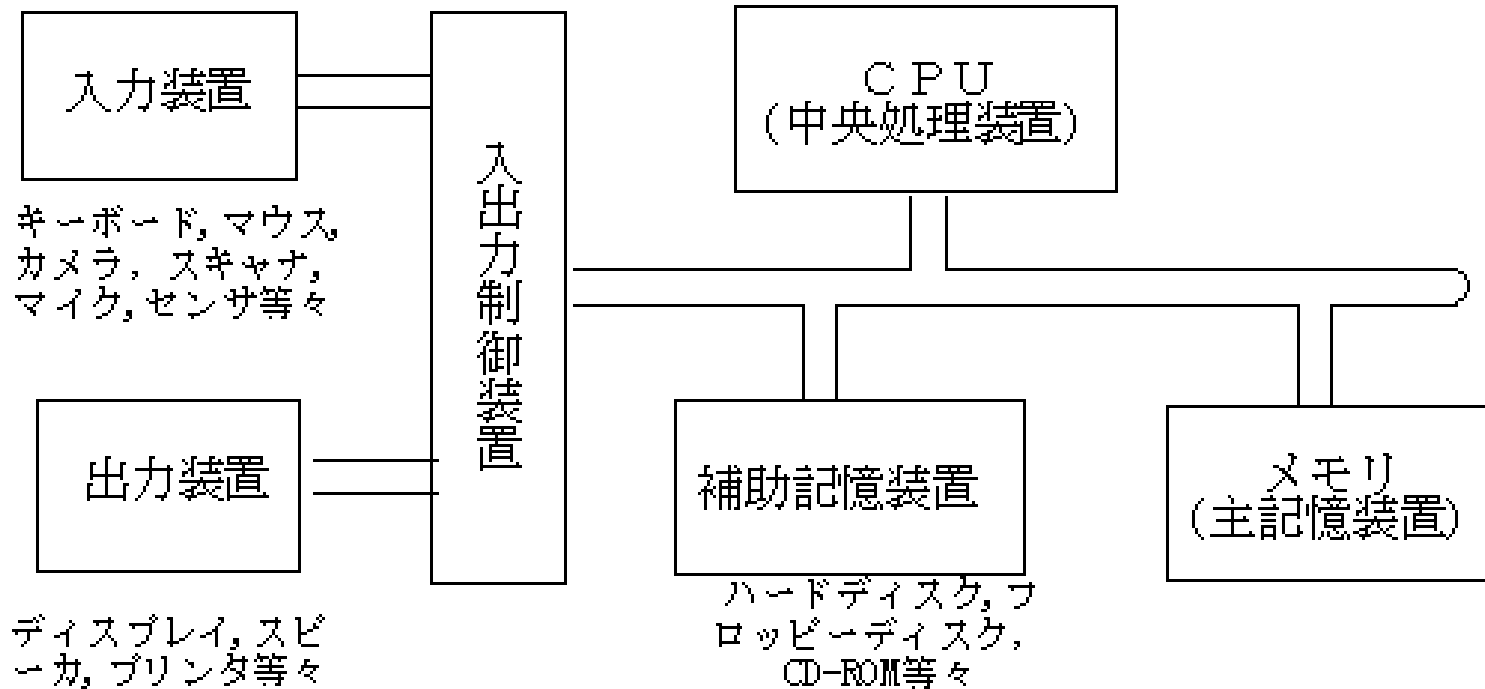 入力装置
キーボード,マウス,
カメラ, スキャナ,
マイク,センサ等々
入出力制御装置
CPU
(中央処理装置)
出力装置
ディスプレイ,スピ
ーカ,プリンタ等々
補助記憶装置
ハードディスク,フ
ロッピーディスク,
CD-ROM等々
メモリ
(主記憶装置)